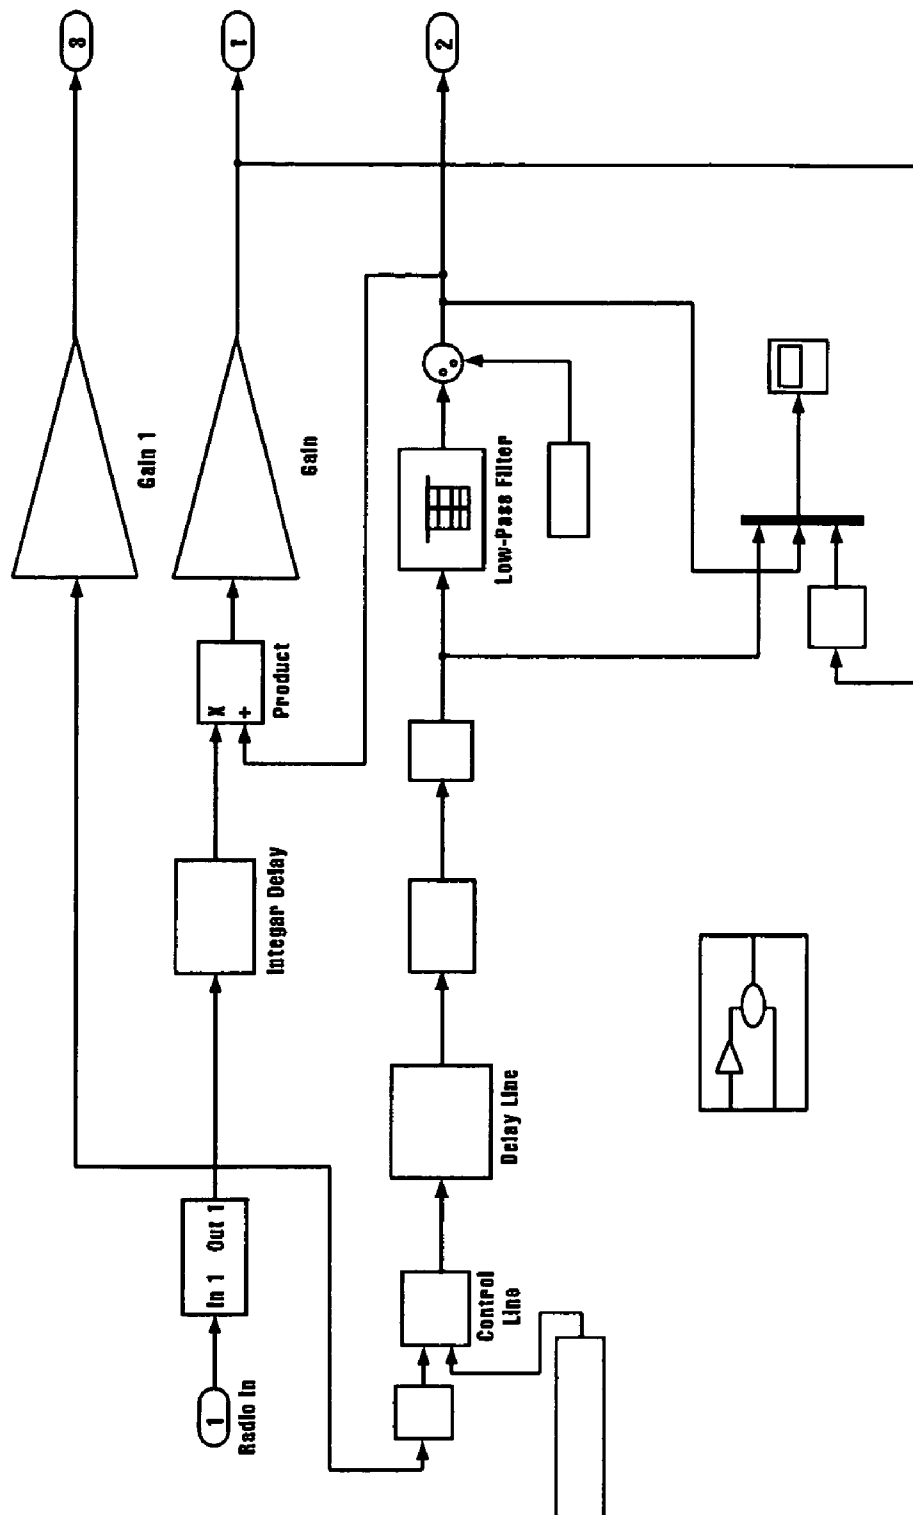 3
1
2
Gain 1
Gain
Low-Pass Filter
X
+
Product
Integar Delay
Delay Line
In 1 Out 1
Control
Line
1
Radio In